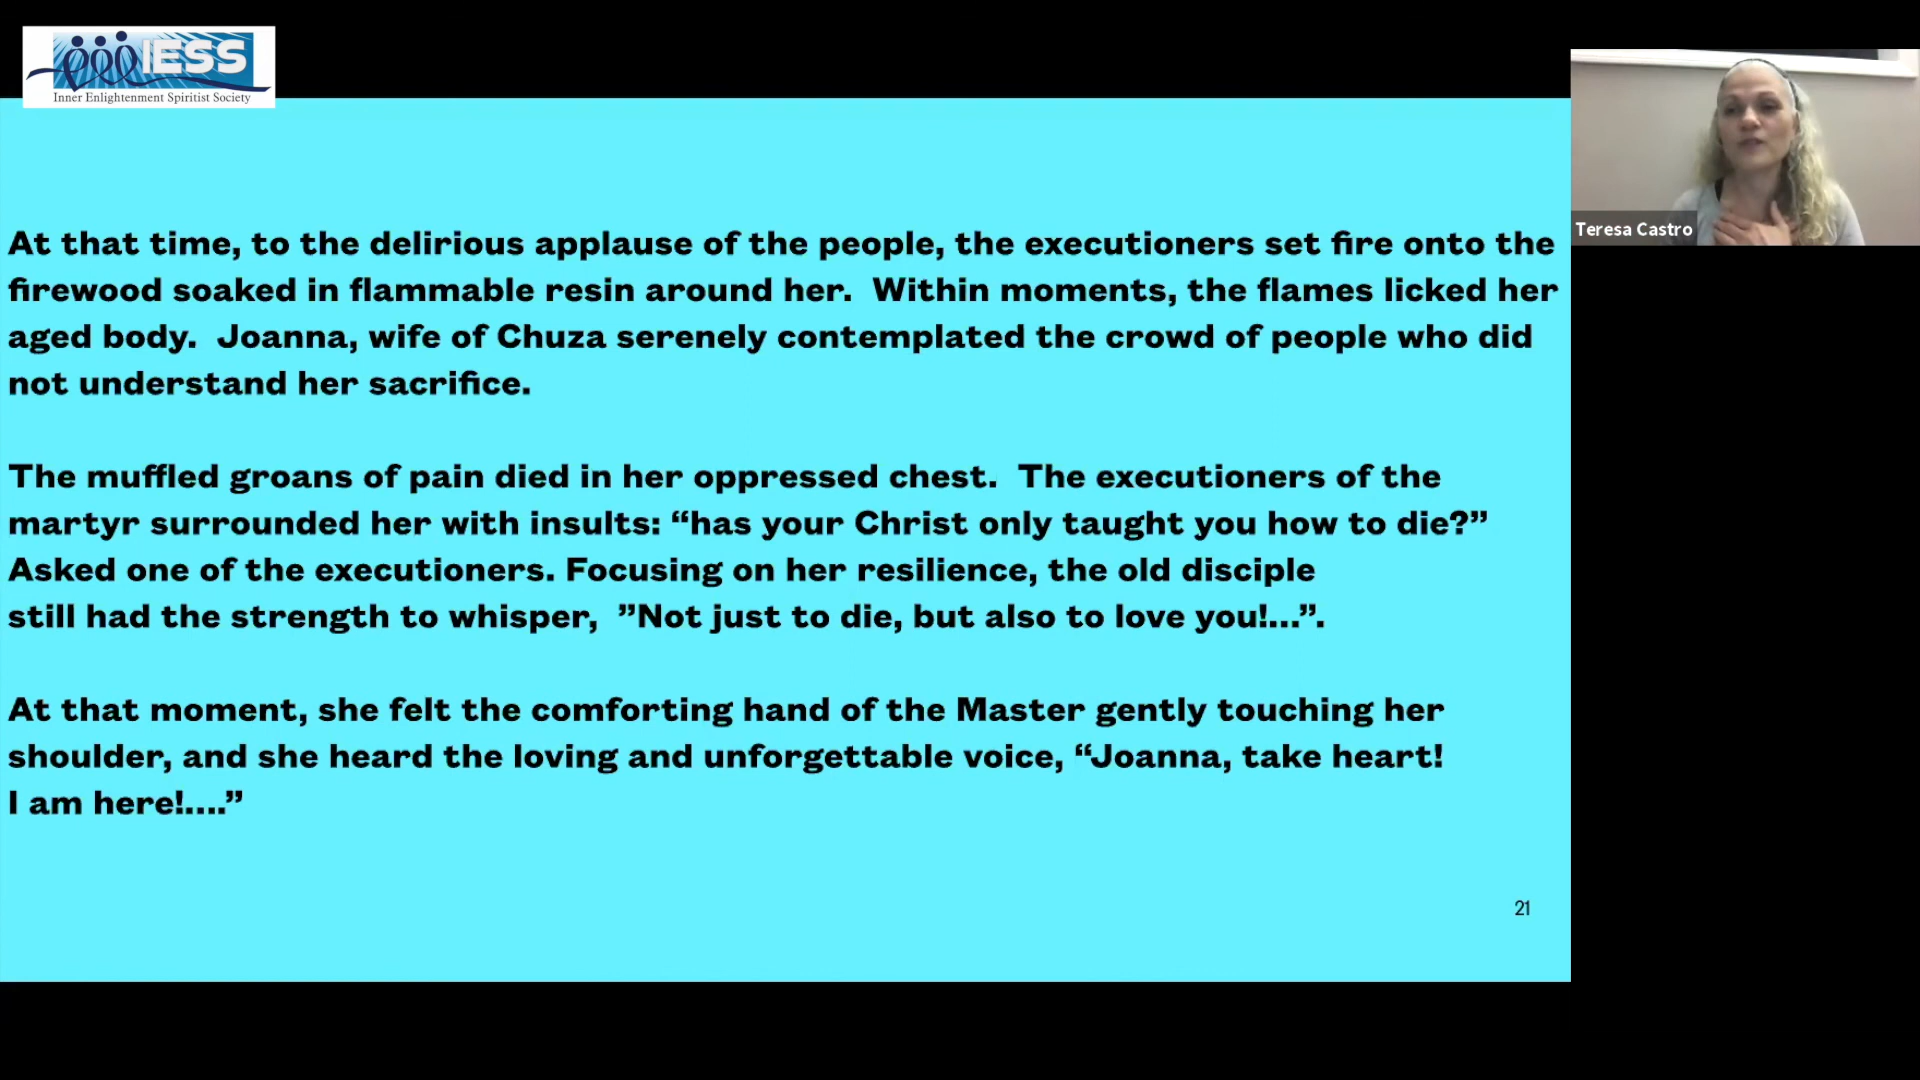 IESS
Inner Enlightenment Spiritist Society
Teresa Castro
At that time, to the delirious applause of the people, the executioners set fire onto the
firewood soaked in flammable resin around her.  Within moments, the flames licked her
aged body.  Joanna, wife of Chuza serenely contemplated the crowd of people who did
not understand her sacrifice.
The muffled groans of pain died in her oppressed chest.  The executioners of the
martyr surrounded her with insults: “has your Christ only taught you how to die?”
Asked one of the executioners. Focusing on her resilience, the old disciple
still had the strength to whisper,  ”Not just to die, but also to love you!...”.
At that moment, she felt the comforting hand of the Master gently touching her
shoulder, and she heard the loving and unforgettable voice, “Joanna, take heart!
I am here!....”
21